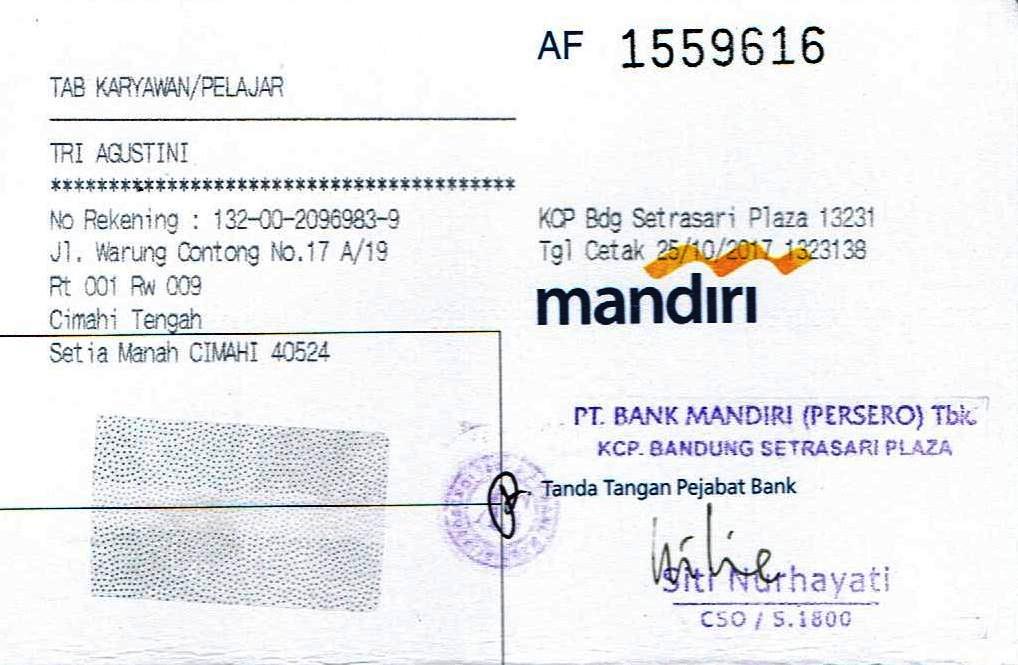 AF 1559616
TAB KARYAWAN/PELAJAR
TRI AGUSTINI
****************************************
No Rekening : 132-00-2096983-9
Jl. Warung Contong No.17 A/19
Rt 001 Rw 009
Cimahi Tengah
Setia Manah CIMAHI 40524
KCP Bdg Setrasari Plaza 13231
Tgl Cetak 25/10/2017 1323138
mandırı
PT. BANK MANDIRI (PERSERO) Tbk.
KCP. BANDUNG SETRASARI PLAZA
Tanda Tangan Pejabat Bank
Siti Nurhayati
CSO / S.1800